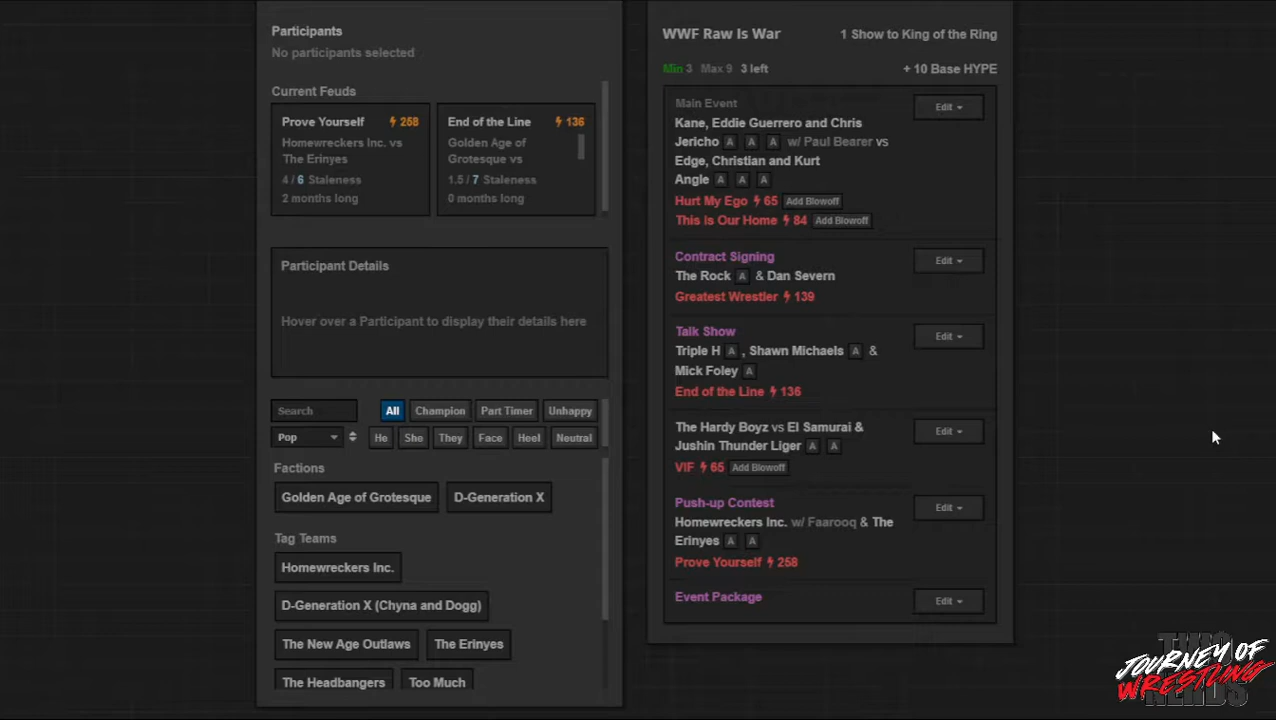 Participants
No participants selected
Current Feuds
Prove Yourself 258
Homewreckers Inc. vs
The Erinyes
4 / 6 Staleness
2 months long
End of the Line 136
Golden Age of
Grotesque vs
1.5 / 7 Staleness
0 months long
Participant Details
Hover over a Participant to display their details here
Search
All Champion Part Timer Unhappy
Pop
He She They Face Heel Neutral
Factions
Golden Age of Grotesque D-Generation X
Tag Teams
Homewreckers Inc.
D-Generation X (Chyna and Dogg)
The New Age Outlaws The Erinyes
The Headbangers Too Much
WWF Raw Is War 1 Show to King of the Ring
Min 3 Max 9 3 left + 10 Base HYPE
Main Event Edit
Kane, Eddie Guerrero and Chris
Jericho A A A w/ Paul Bearer vs
Edge, Christian and Kurt
Angle A A A
Hurt My Ego 65 Add Blowoff
This Is Our Home 84 Add Blowoff
Contract Signing Edit
The Rock A & Dan Severn
Greatest Wrestler 139
Talk Show Edit
Triple H A , Shawn Michaels A &
Mick Foley A
End of the Line 136
The Hardy Boyz vs El Samurai & Edit
Jushin Thunder Liger A A
VIF 65 Add Blowoff
Push-up Contest Edit
Homewreckers Inc. w/ Faarooq & The
Erinyes A A
Prove Yourself 258
Event Package Edit
JOURNEY OF
WRESTLING
NERDS